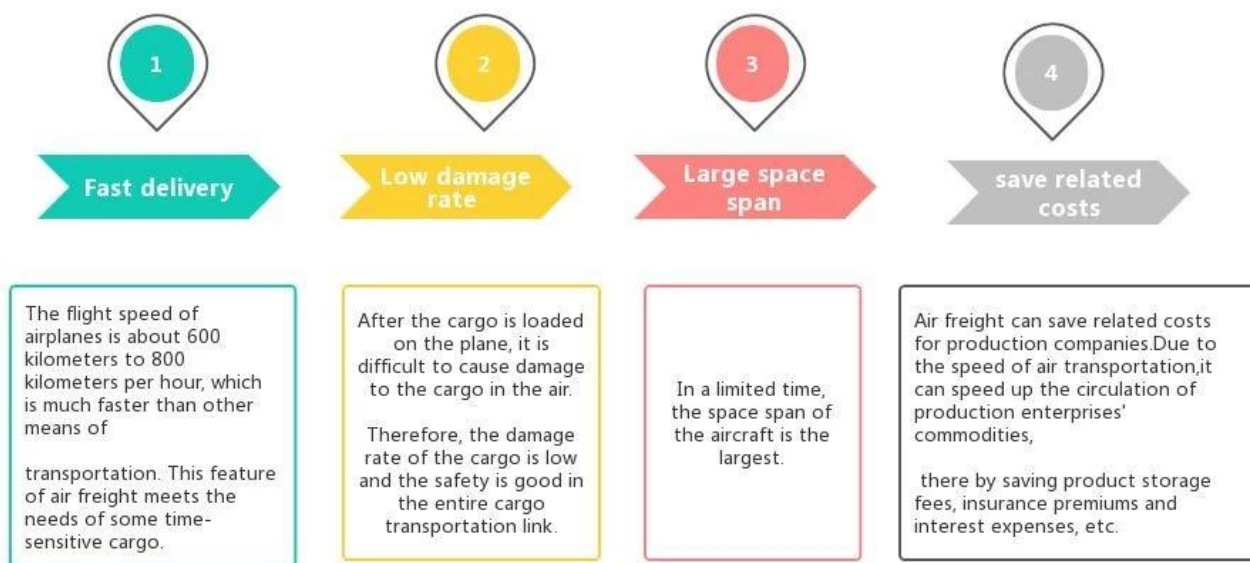 1
Fast delivery
The flight speed of
airplanes is about 600
kilometers to 800
kilometers per hour, which
is much faster than other
means of
transportation. This feature
of air freight meets the
needs of some time-
sensitive cargo.
2
Low damage
rate
After the cargo is loaded
on the plane, it is
difficult to cause damage
to the cargo in the air.
Therefore, the damage
rate of the cargo is low
and the safety is good in
the entire cargo
transportation link.
3
Large space
span
In a limited time,
the space span of
the aircraft is the
largest.
4
save related
costs
Air freight can save related costs
for production companies.Due to
the speed of air transportation,it
can speed up the circulation of
production enterprises'
commodities,
there by saving product storage
fees, insurance premiums and
interest expenses, etc.